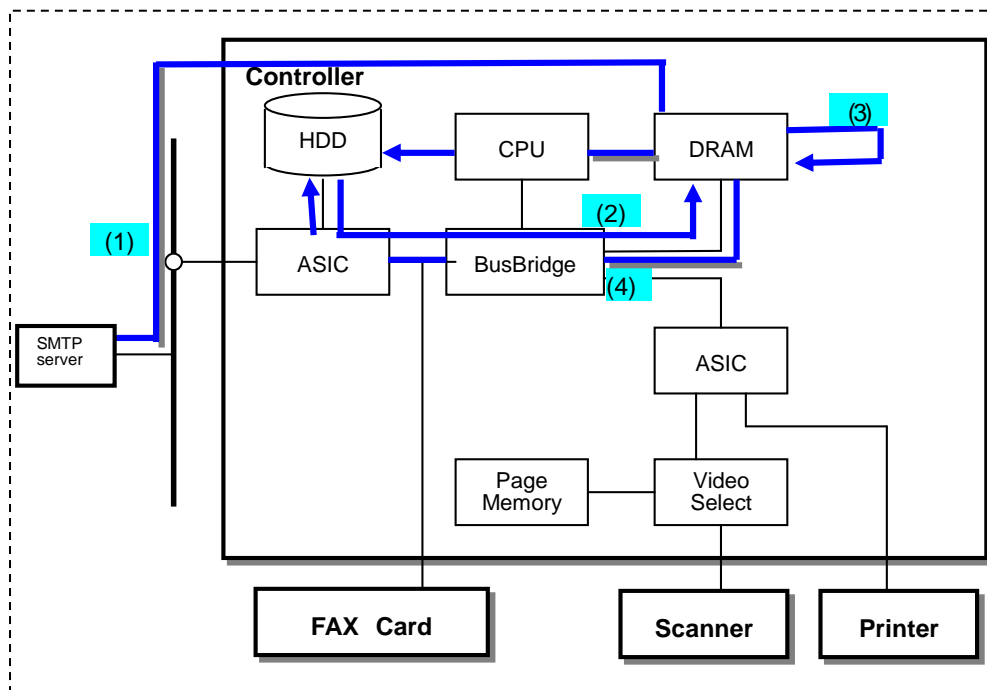 Controller
HDD
CPU
DRAM
(3)
(2)
(1)
ASIC
BusBridge
(4)
SMTP
server
ASIC
Page
Memory
Video
Select
FAX Card
Scanner
Printer